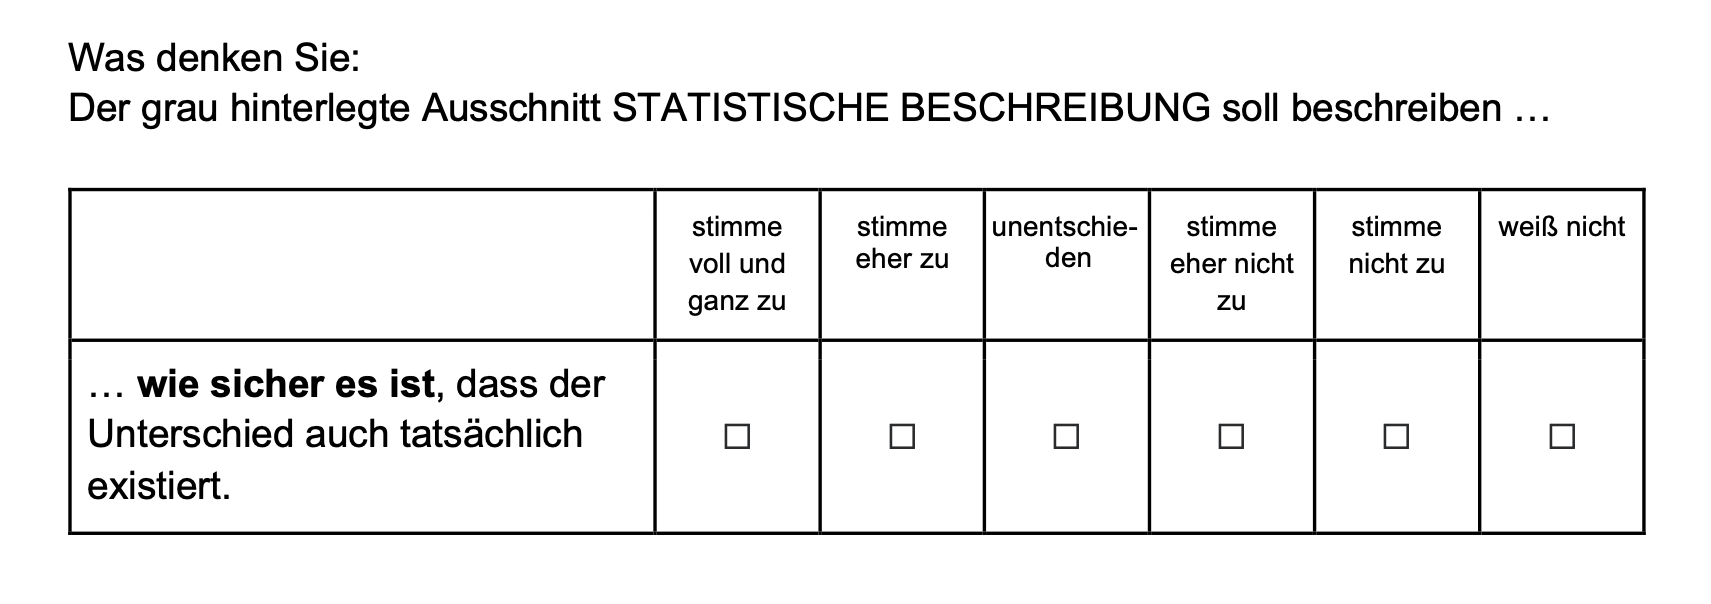 Was denken Sie:
Der grau hinterlegte Ausschnitt STATISTISCHE BESCHREIBUNG soll beschreiben …
stimme
voll und
ganz zu
stimme
eher zu
unentschie-
den
stimme
eher nicht
zu
stimme
nicht zu
weiß nicht
… wie sicher es ist, dass der
Unterschied auch tatsächlich
existiert.